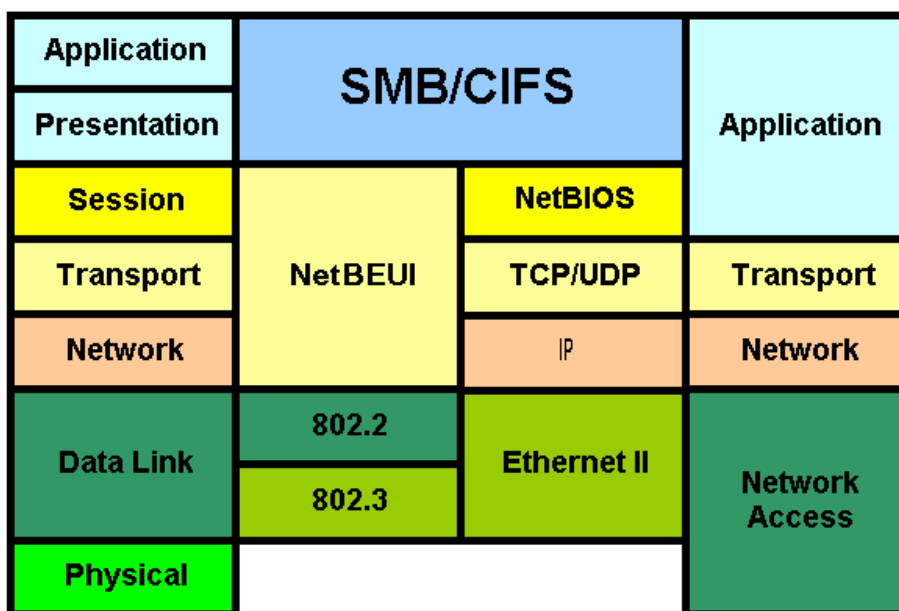 Application
SMB/CIFS
Presentation
Application
Session
NetBIOS
Transport
NetBEUI
TCP/UDP
Transport
Network
IP
Network
Data Link
802.2
Ethernet II
802.3
Network
Access
Physical